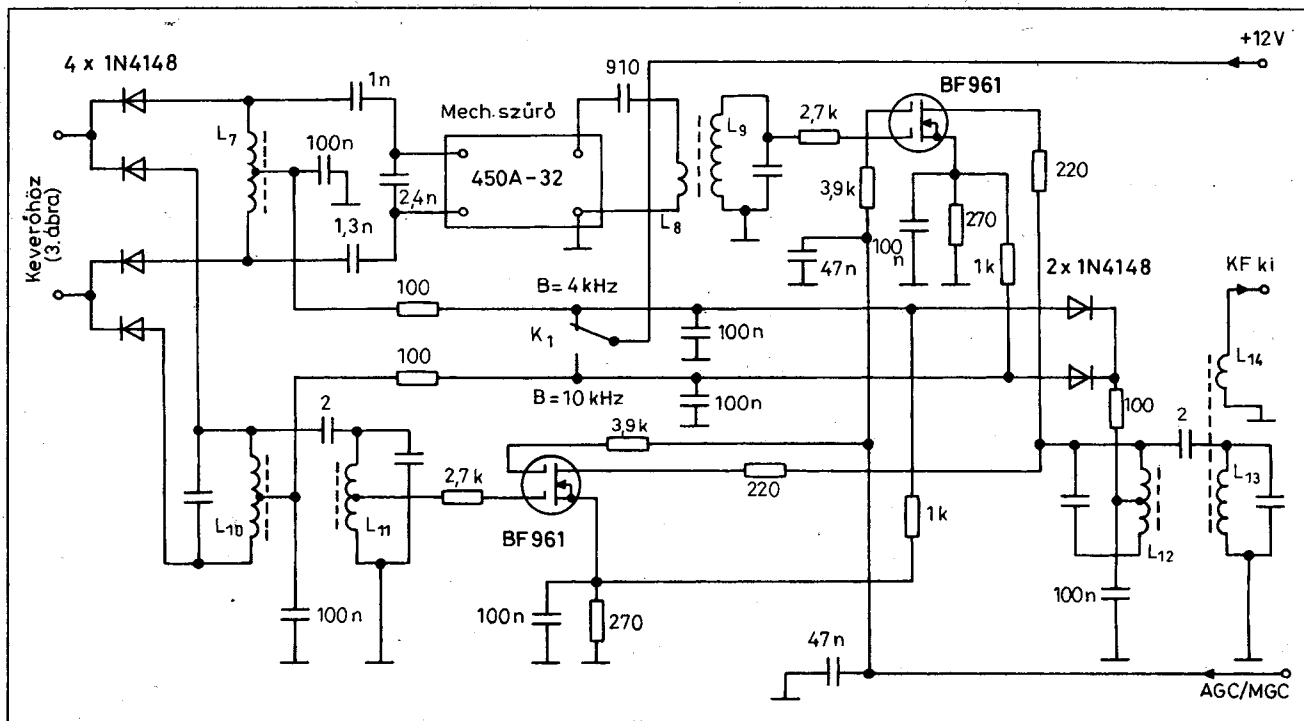 +12V
4 x 1N4148
910
BF961
1n
Mech. szűrő
2,7k
L7
L9
100n
450A-32
2,4n
3,9k
220
L8
270
1,3n
100
n
Keverőhöz
(3. ábra)
47n
1k
2 x 1N4148
KF ki
B = 4 kHz
100
K1
100n
L14
100
B = 10 kHz
100n
100
2
2
3,9k
2,7k
220
L13
L10
L11
1k
L12
BF961
100n
100n
270
100n
47n
AGC/MGC